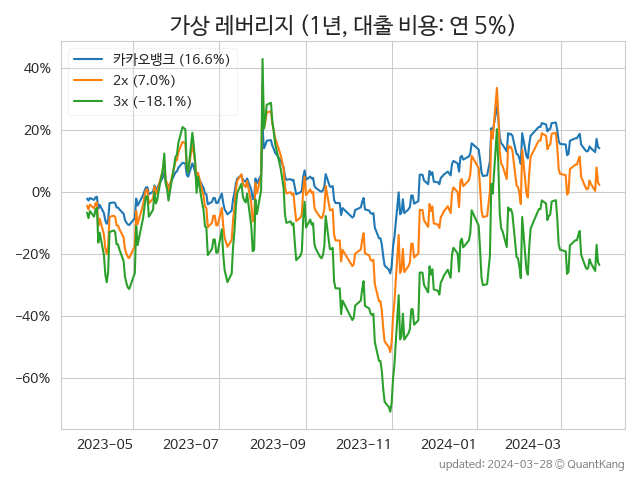 가상 레버리지 (1년, 대출 비용: 연 5%)
카카오뱅크 (16.6%)
2x (7.0%)
3x (−18.1%)
40%
20%
0%
−20%
−40%
−60%
2023-05 2023-07 2023-09 2023-11 2024-01 2024-03
updated: 2024-03-28 © QuantKang